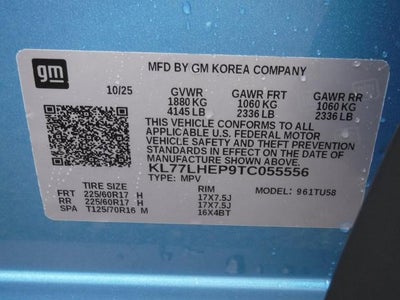 gm
MFD BY GM KOREA COMPANY
10/25 GVWR GAWR FRT GAWR RR
1880 KG 1060 KG 1060 KG
4145 LB 2336 LB 2336 LB
THIS VEHICLE CONFORMS TO ALL
APPLICABLE U.S. FEDERAL MOTOR
VEHICLE SAFETY, BUMPER, AND THEFT PREVENTION
STANDARDS IN EFFECT ON THE DATE OF
MANUFACTURE SHOWN ABOVE.
KL77LHEP9TC055556
TYPE: MPV
TIRE SIZE RIM MODEL: 961TU58
FRT 225/60R17 H 17X7.5J
RR 225/60R17 H 17X7.5J
SPA T125/70R16 M 16X4BT